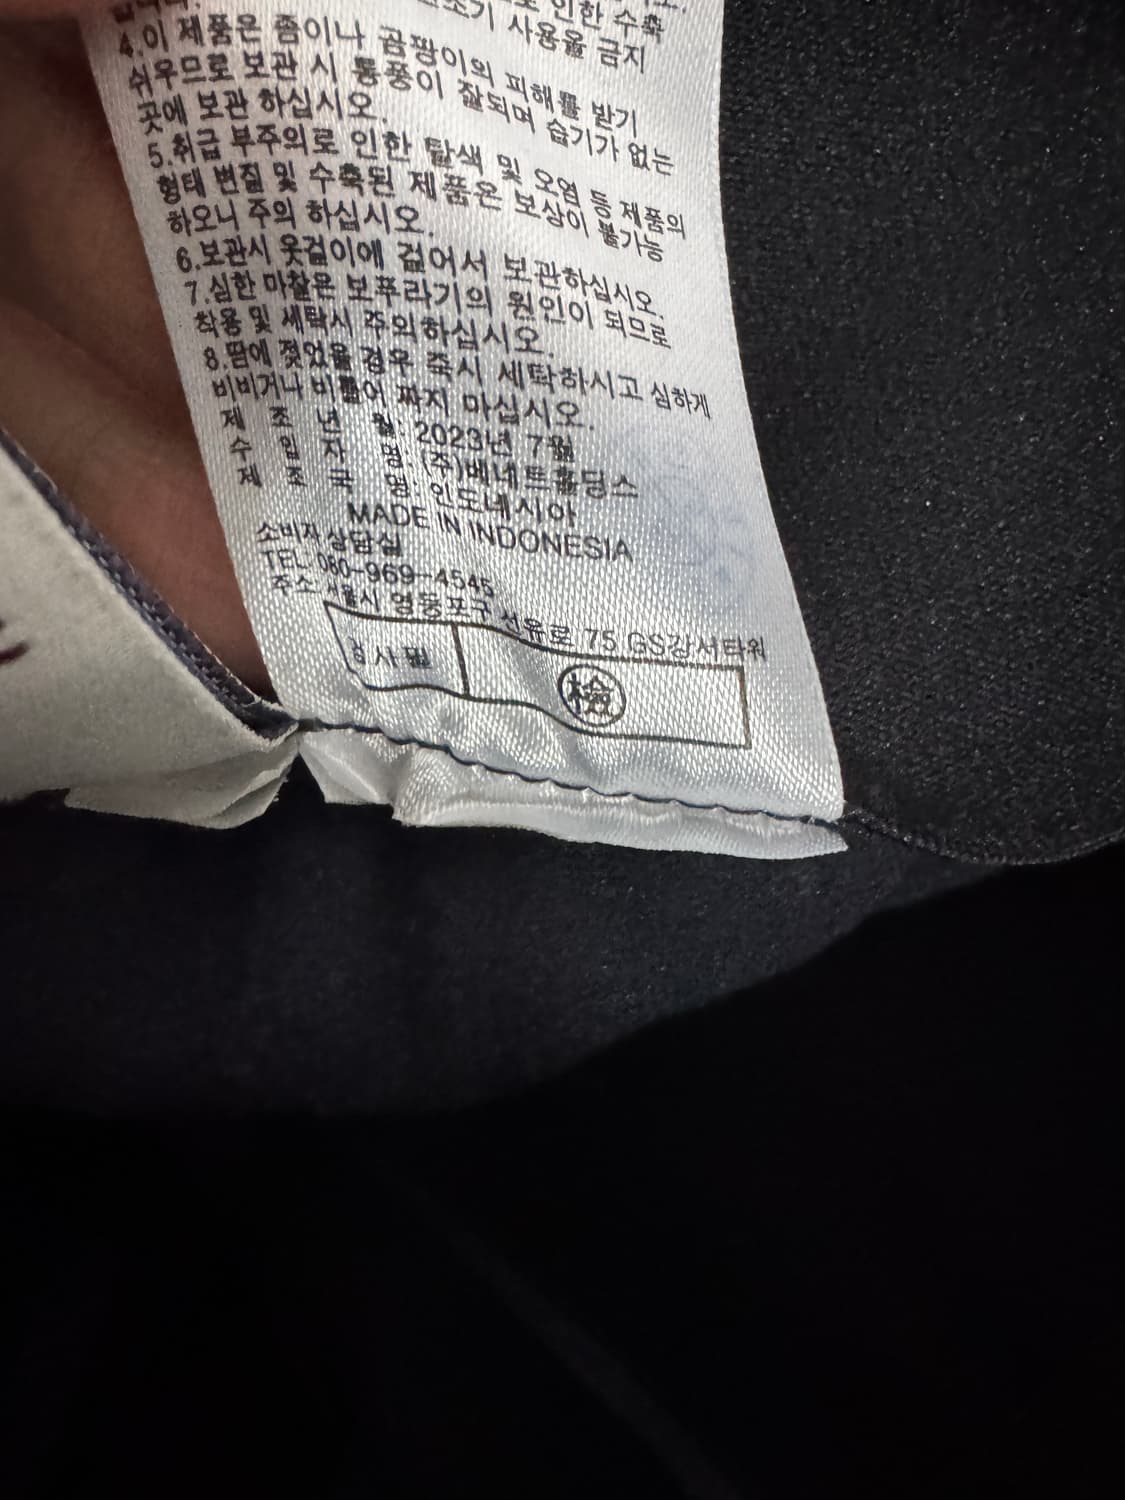 인한 수축
사용을 금지
4.이 제품은 좀이나 곰팡이의 피해를 받기
쉬우므로 보관 시 통풍이 잘되며 습기가 없는
곳에 보관 하십시오.
5.취급 부주의로 인한 탈색 및 오염 등 제품의
형태 변질 및 수축된 제품은 보상이 불가능
하오니 주의 하십시오.
6.보관시 옷걸이에 걸어서 보관하십시오.
7.심한 마찰은 보푸라기의 원인이 되므로
착용 및 세탁시 주의하십시오.
8.땀에 젖었을 경우 즉시 세탁하시고 심하게
비비거나 비틀어 짜지 마십시오.
제 조 년 월: 2023년 7월
수 입 자 명: (주)베네트홀딩스
제 조 국 명: 인도네시아
MADE IN INDONESIA
소비자상담실
TEL 080-969-4545
주소 서울시 영등포구 선유로 75 GS강서타워
검사필
檢